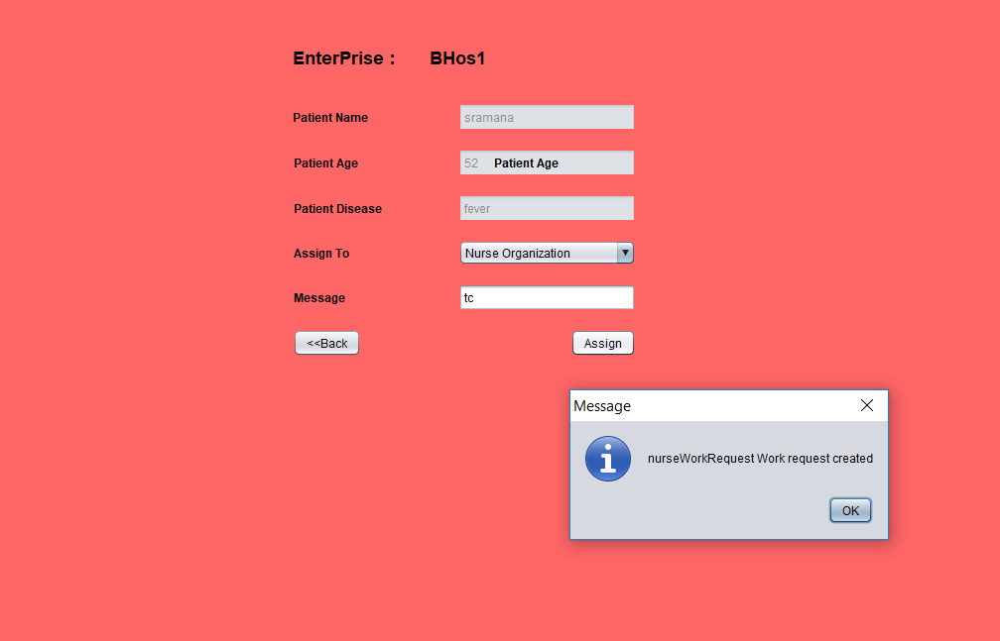 EnterPrise : BHos1
Patient Name sramana
Patient Age 52 Patient Age
Patient Disease fever
Assign To Nurse Organization
Message tc
<<Back Assign
Message
nurseWorkRequest Work request created
OK